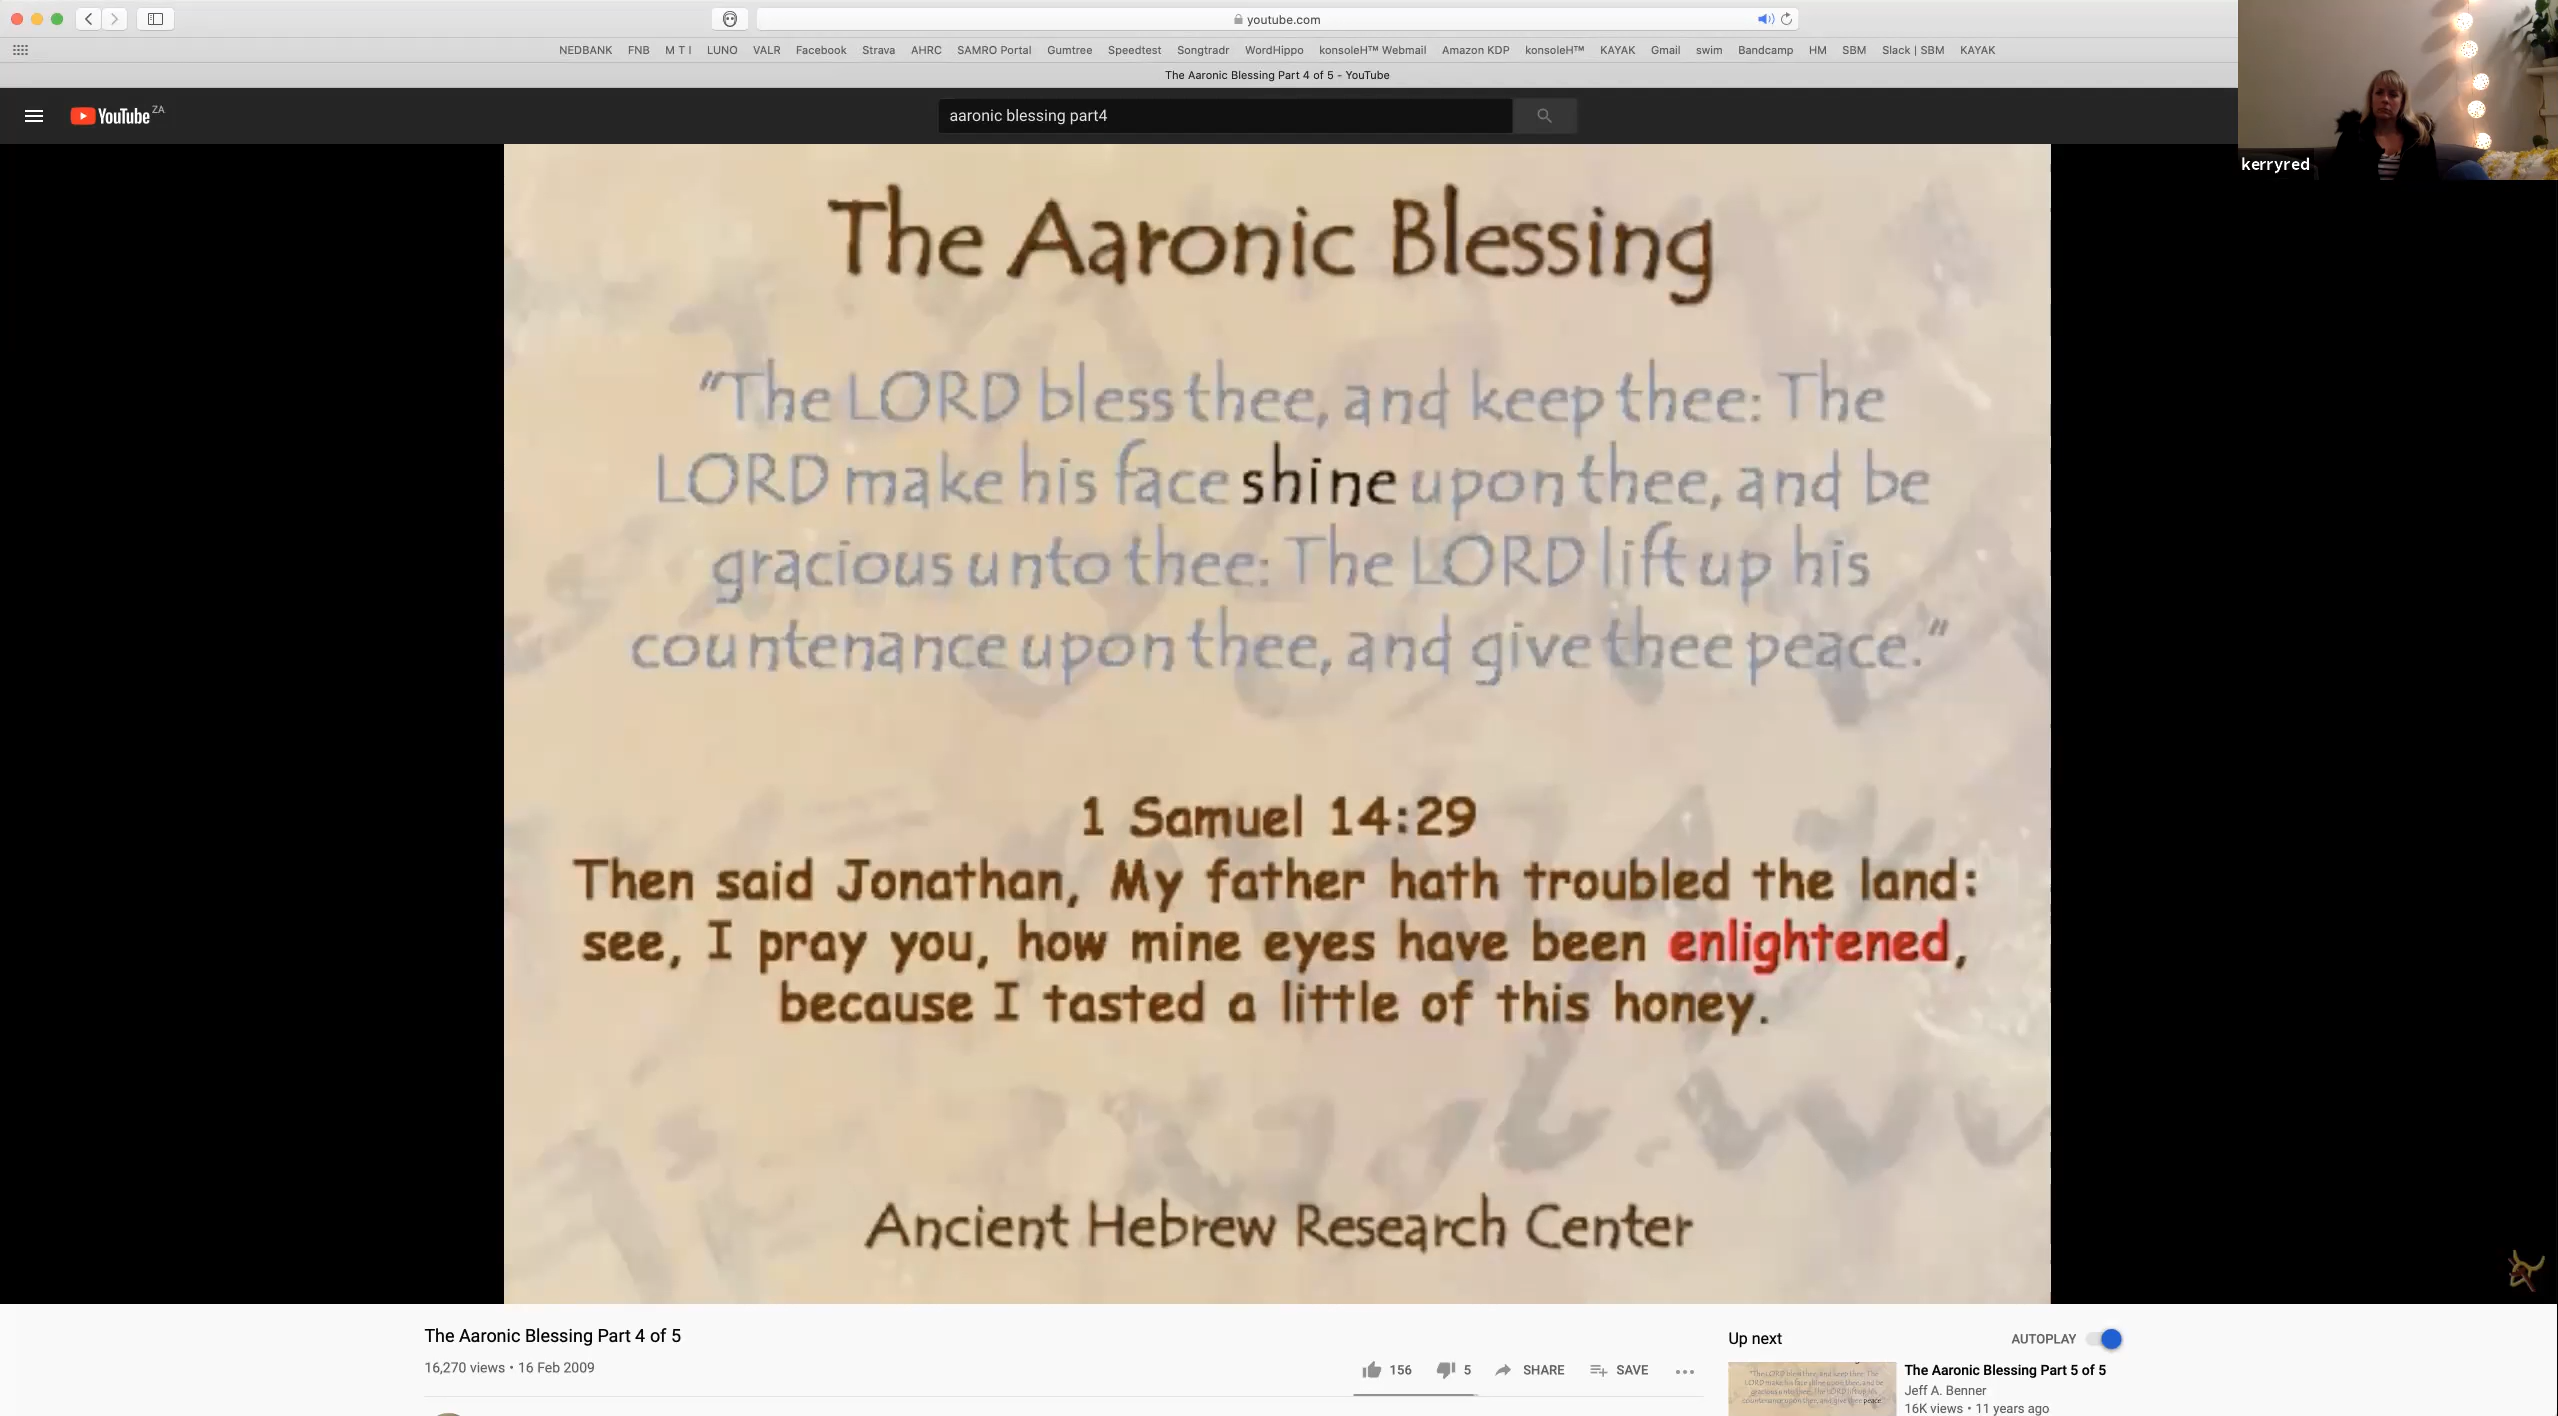 youtube.com
NEDBANK FNB M T I LUNO VALR Facebook Strava AHRC SAMRO Portal Gumtree Speedtest Songtradr WordHippo konsoleH™ Webmail Amazon KDP konsoleH™ KAYAK Gmail swim Bandcamp HM SBM Slack | SBM KAYAK
The Aaronic Blessing Part 4 of 5 - YouTube
YouTube ZA
aaronic blessing part4
kerryred
The Aaronic Blessing
"The LORD bless thee, and keep thee: The
LORD make his face shine upon thee, and be
gracious unto thee: The LORD lift up his
countenance upon thee, and give thee peace."
1 Samuel 14:29
Then said Jonathan, My father hath troubled the land:
see, I pray you, how mine eyes have been enlightened,
because I tasted a little of this honey.
Ancient Hebrew Research Center
The Aaronic Blessing Part 4 of 5
16,270 views • 16 Feb 2009
156 5 SHARE SAVE
Up next
AUTOPLAY
The Aaronic Blessing Part 5 of 5
Jeff A. Benner
16K views • 11 years ago